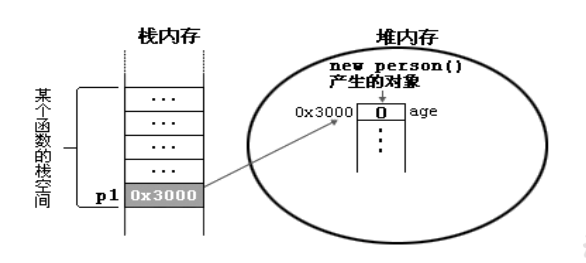 栈内存
堆内存
new person()
产生的对象
0x3000
0
age
某个函数的栈空间
...
...
...
...
p1
0x3000